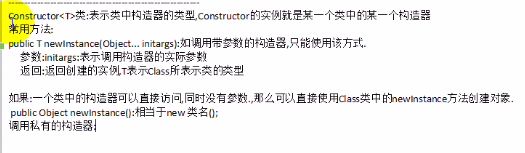 Constructor<T>类:表示类中构造器的类型,Constructor的实例就是某一个类中的某一个构造器
常用方法:
public T newInstance(Object... initargs):如调用带参数的构造器,只能使用该方式.
参数:initargs:表示调用构造器的实际参数
返回:返回创建的实例,T表示Class所表示类的类型
如果:一个类中的构造器可以直接访问,同时没有参数.,那么可以直接使用Class类中的newInstance方法创建对象.
public Object newInstance():相当于new 类名();
调用私有的构造器: